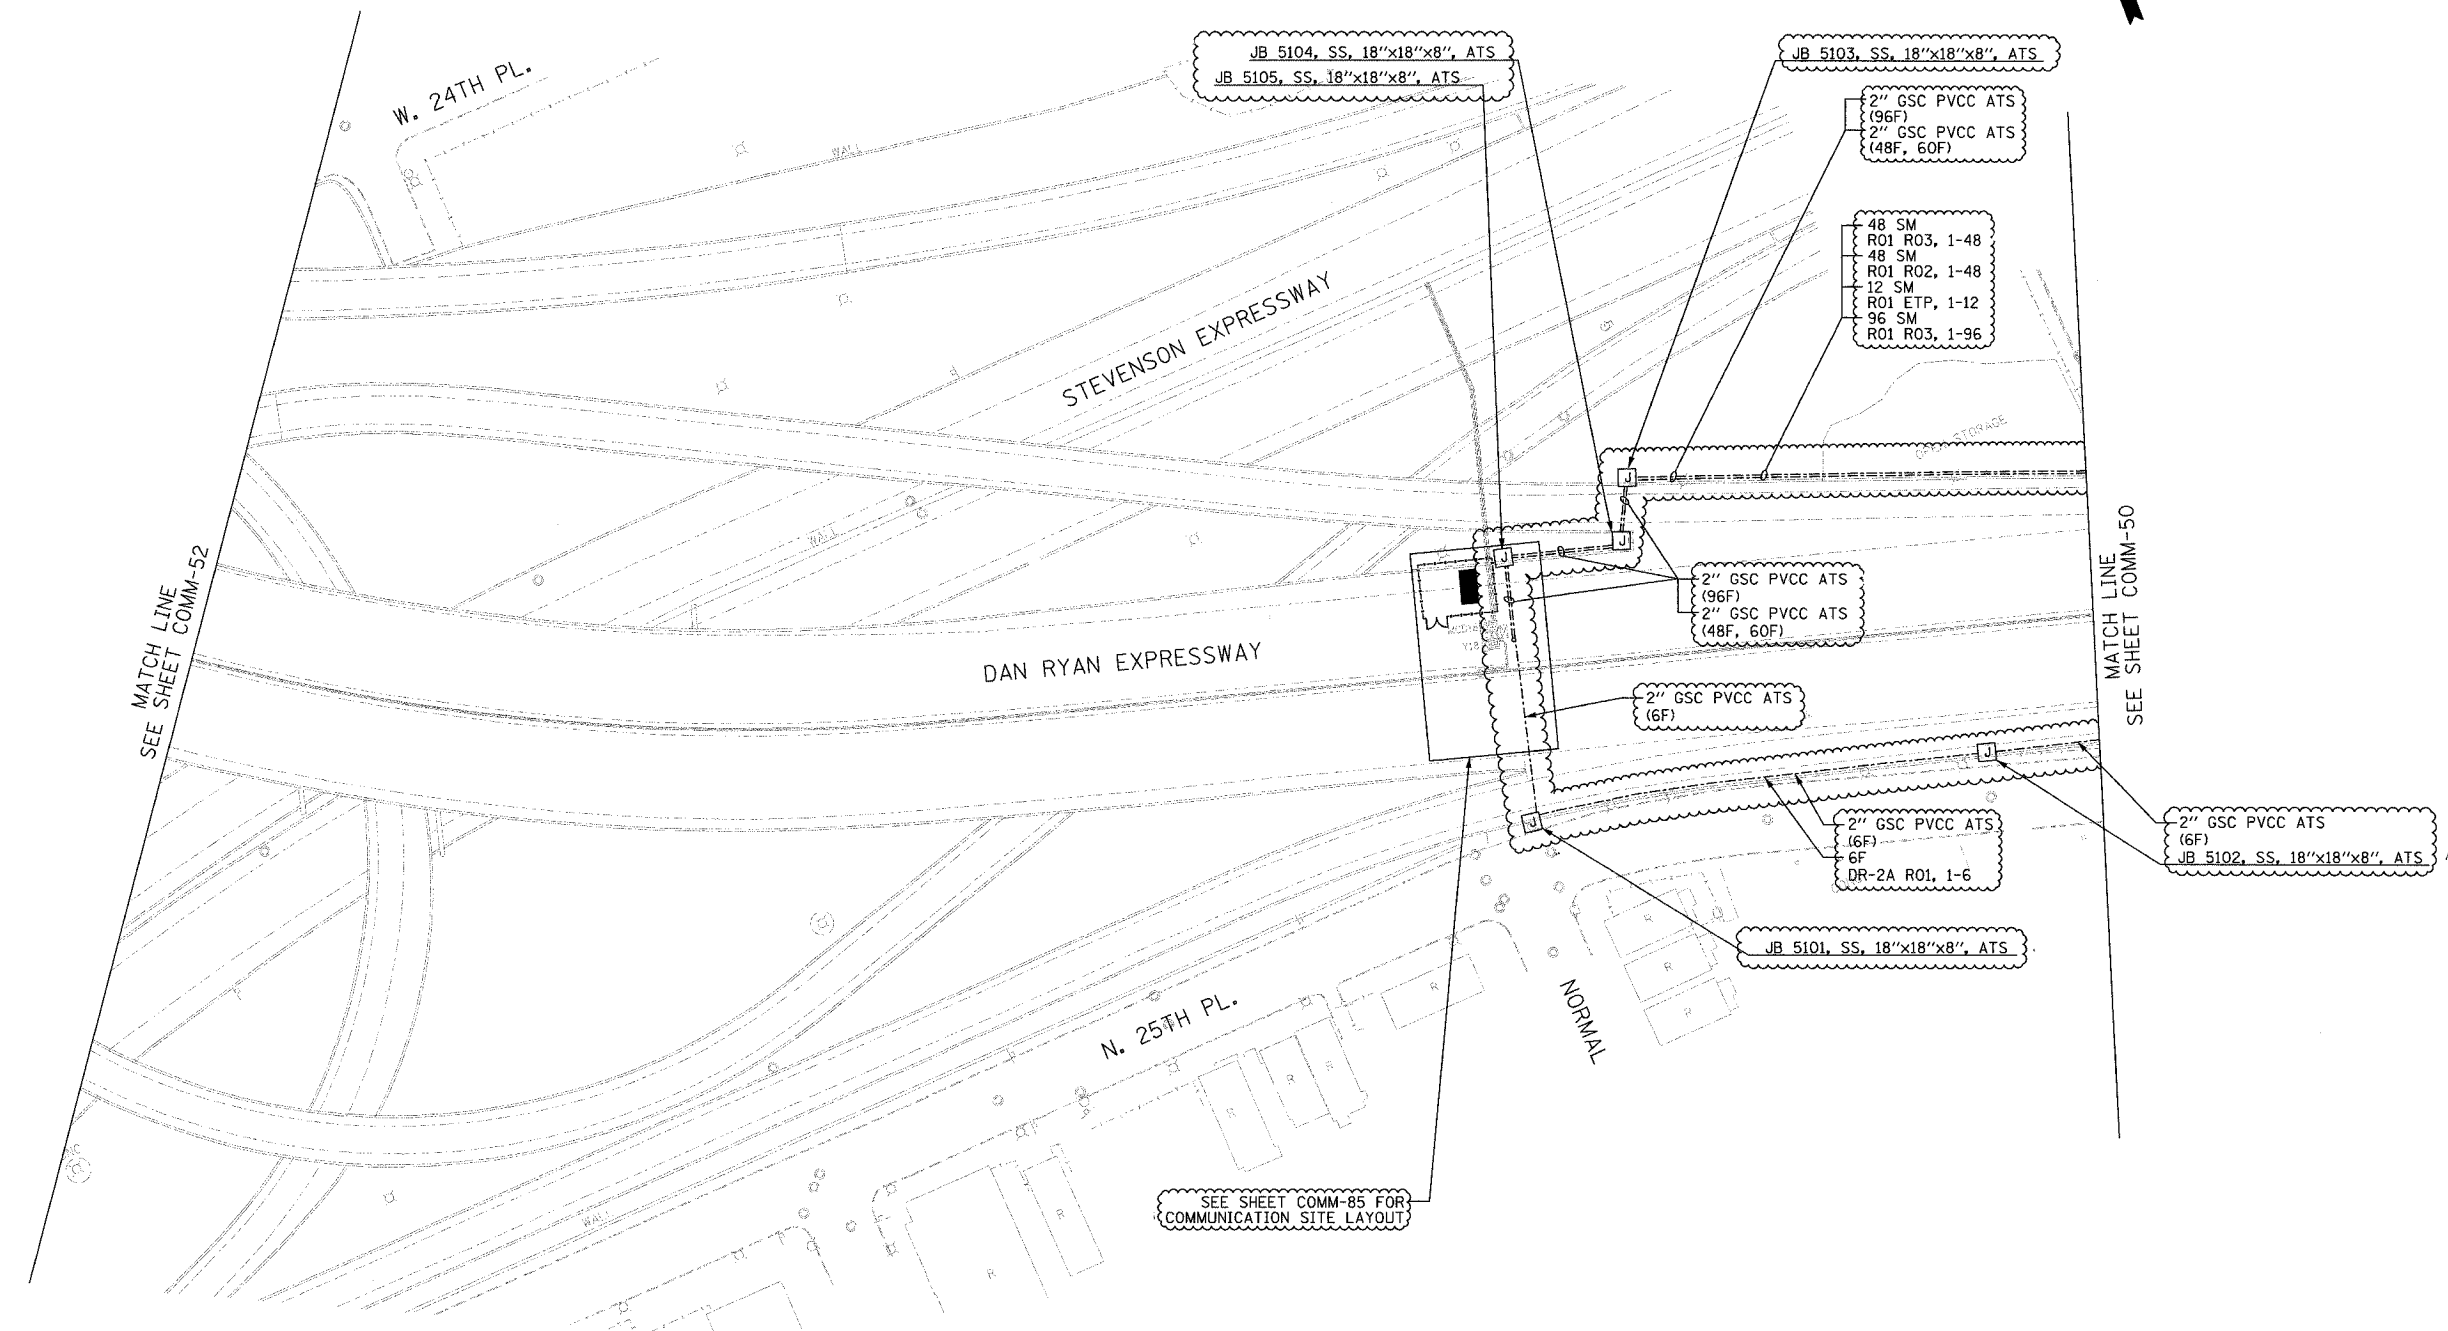 JB 5104, SS, 18"x18"x8", ATS
JB 5105, SS, 18"x18"x8", ATS
JB 5103, SS, 18"x18"x8", ATS
2" GSC PVCC ATS
(96F)
2" GSC PVCC ATS
(48F, 60F)
W. 24TH PL.
WALL
48 SM
R01 R03, 1-48
48 SM
R01 R02, 1-48
12 SM
R01 ETP, 1-12
96 SM
R01 R03, 1-96
STEVENSON EXPRESSWAY
STORAGE
J
J
J
WALL
2" GSC PVCC ATS
(96F)
2" GSC PVCC ATS
(48F, 60F)
MATCH LINE
SEE SHEET COMM-52
MATCH LINE
SEE SHEET COMM-50
DAN RYAN EXPRESSWAY
2" GSC PVCC ATS
(6F)
J
J
2" GSC PVCC ATS
(6F)
6F
DR-2A R01, 1-6
2" GSC PVCC ATS
(6F)
JB 5102, SS, 18"x18"x8", ATS
JB 5101, SS, 18"x18"x8", ATS
R
R
R
R
NORMAL
N. 25TH PL.
R
R
R
R
R
WALL
SEE SHEET COMM-85 FOR
COMMUNICATION SITE LAYOUT